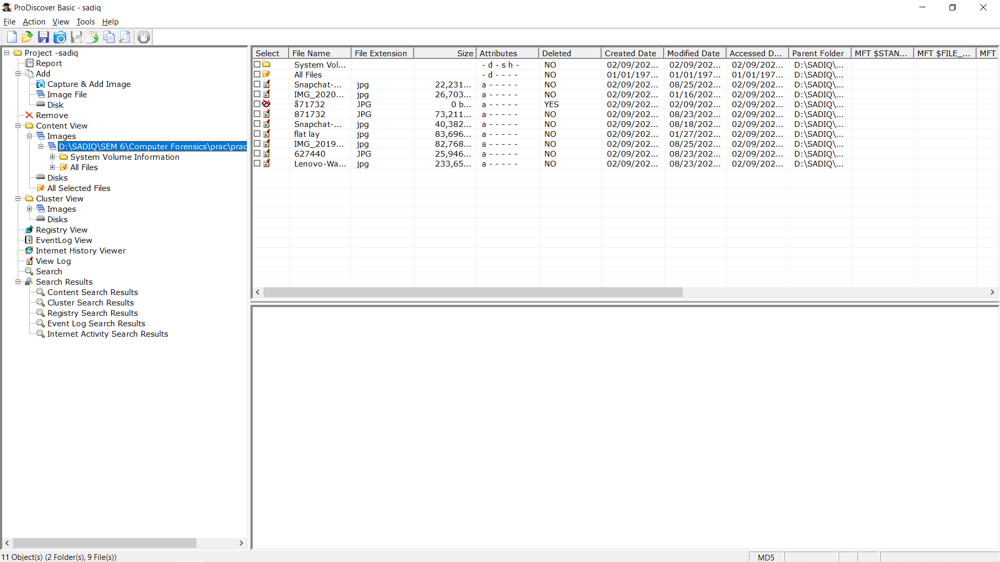 ProDiscover Basic - sadiq
File Action View Tools Help
Project -sadiq
Report
Add
Capture & Add Image
Image File
Disk
Remove
Content View
Images
D:\SADIQ\SEM 6\Computer Forensics\prac\prac
System Volume Information
All Files
Disks
All Selected Files
Cluster View
Images
Disks
Registry View
EventLog View
Internet History Viewer
View Log
Search
Search Results
Content Search Results
Cluster Search Results
Registry Search Results
Event Log Search Results
Internet Activity Search Results
Select File Name File Extension Size Attributes Deleted Created Date Modified Date Accessed D... Parent Folder MFT $STAN... MFT $FILE_... MFT
System Vol... - d - s h - NO 02/09/202... 02/09/202... 02/09/202... D:\SADIQ\...
All Files - d - - - - NO 01/01/197... 01/01/197... 01/01/197... D:\SADIQ\...
Snapchat-... jpg 22,231... a - - - - - NO 02/09/202... 08/25/202... 02/09/202... D:\SADIQ\...
IMG_2020... jpg 26,703... a - - - - - NO 02/09/202... 01/16/202... 02/09/202... D:\SADIQ\...
å71732 JPG 0 b... a - - - - - YES 02/09/202... 02/09/202... 02/09/202... D:\SADIQ\...
871732 JPG 73,211... a - - - - - NO 02/09/202... 08/23/202... 02/09/202... D:\SADIQ\...
Snapchat-... jpg 40,382... a - - - - - NO 02/09/202... 08/18/202... 02/09/202... D:\SADIQ\...
flat lay jpg 83,696... a - - - - - NO 02/09/202... 01/27/202... 02/09/202... D:\SADIQ\...
IMG_2019... jpg 82,768... a - - - - - NO 02/09/202... 08/25/202... 02/09/202... D:\SADIQ\...
627440 JPG 25,946... a - - - - - NO 02/09/202... 08/23/202... 02/09/202... D:\SADIQ\...
Lenovo-Wa... jpg 233,65... a - - - - - NO 02/09/202... 08/23/202... 02/09/202... D:\SADIQ\...
11 Object(s) (2 Folder(s), 9 File(s)) MD5